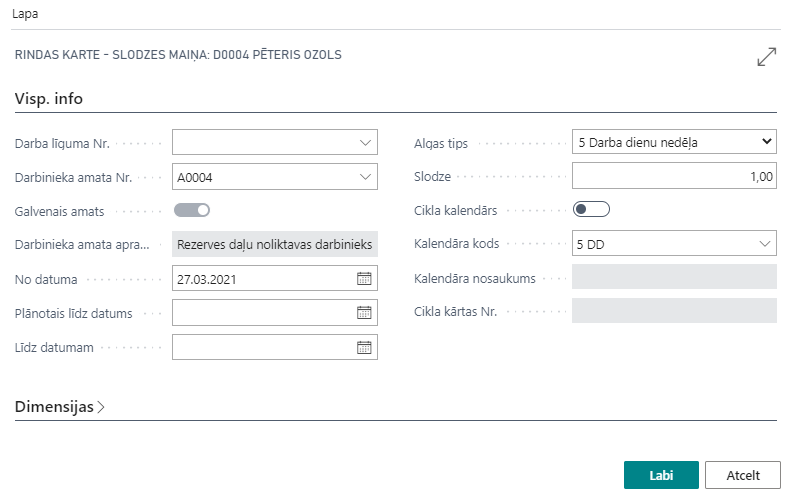 Lapa
RINDAS KARTE - SLODZES MAIŅA: D0004 PĒTERIS OZOLS
Visp. info
Darba līguma Nr.
Darbinieka amata Nr. A0004
Galvenais amats
Darbinieka amata apra... Rezerves daļu noliktavas darbinieks
No datuma 27.03.2021
Plānotais līdz datums
Līdz datumam
Algas tips 5 Darba dienu nedēļa
Slodze 1,00
Cikla kalendārs
Kalendāra kods 5 DD
Kalendāra nosaukums
Cikla kārtas Nr.
Dimensijas
Labi Atcelt